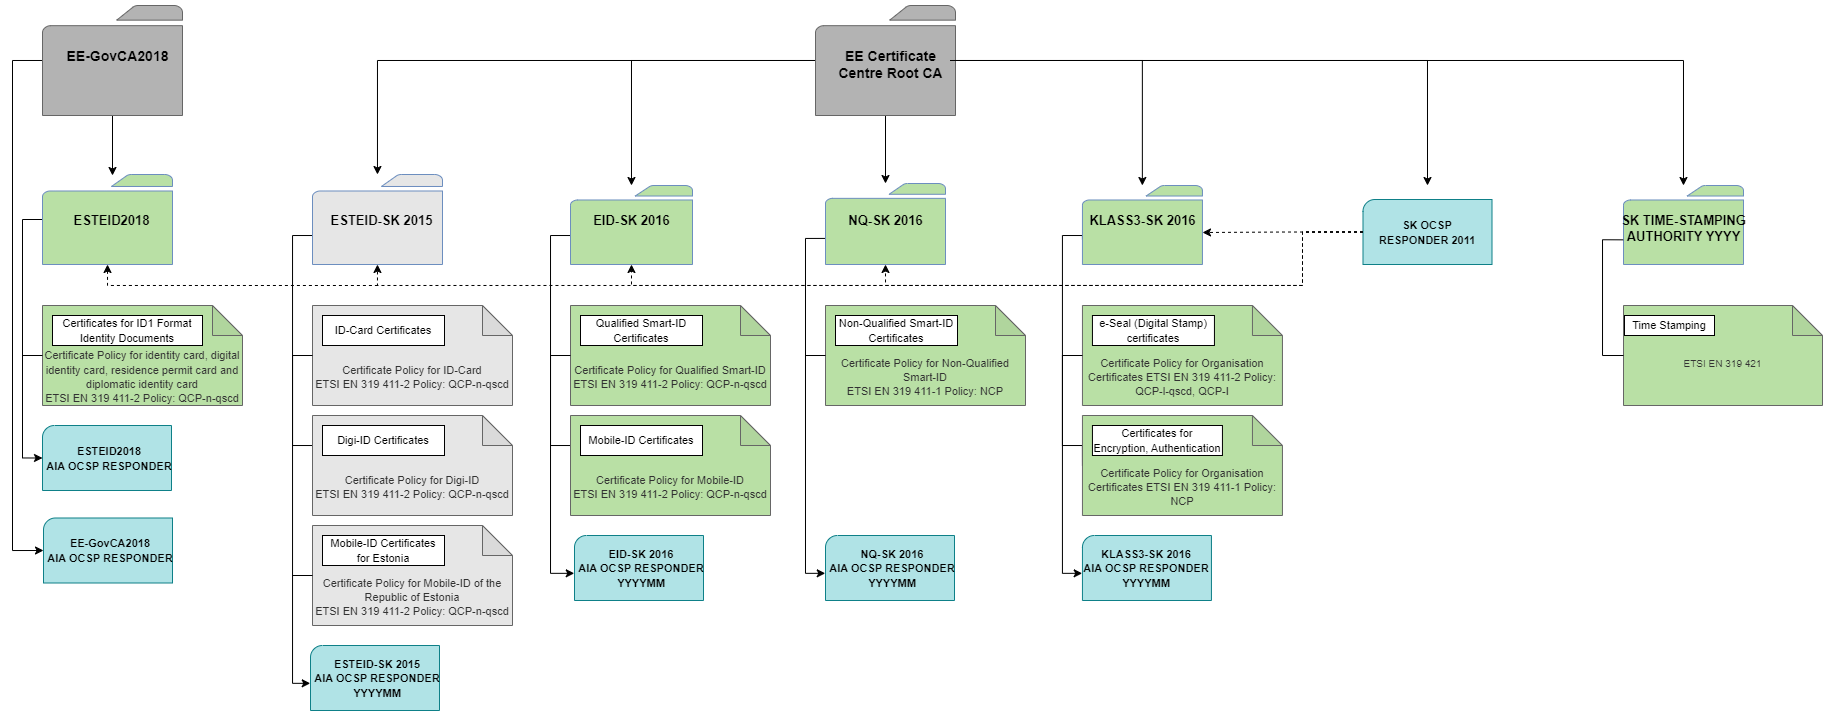 EE-GovCA2018
EE Certificate
Centre Root CA
ESTEID2018
ESTEID-SK 2015
EID-SK 2016
NQ-SK 2016
KLASS3-SK 2016
SK OCSP
RESPONDER 2011
SK TIME-STAMPING
AUTHORITY YYYY
Certificates for ID1 Format
Identity Documents
Certificate Policy for identity card, digital
identity card, residence permit card and
diplomatic identity card
ETSI EN 319 411-2 Policy: QCP-n-qscd
ESTEID2018
AIA OCSP RESPONDER
EE-GovCA2018
AIA OCSP RESPONDER
ID-Card Certificates
Certificate Policy for ID-Card
ETSI EN 319 411-2 Policy: QCP-n-qscd
Digi-ID Certificates
Certificate Policy for Digi-ID
ETSI EN 319 411-2 Policy: QCP-n-qscd
Mobile-ID Certificates
for Estonia
Certificate Policy for Mobile-ID of the
Republic of Estonia
ETSI EN 319 411-2 Policy: QCP-n-qscd
ESTEID-SK 2015
AIA OCSP RESPONDER
YYYYMM
Qualified Smart-ID
Certificates
Certificate Policy for Qualified Smart-ID
ETSI EN 319 411-2 Policy: QCP-n-qscd
Mobile-ID Certificates
Certificate Policy for Mobile-ID
ETSI EN 319 411-2 Policy: QCP-n-qscd
EID-SK 2016
AIA OCSP RESPONDER
YYYYMM
Non-Qualified Smart-ID
Certificates
Certificate Policy for Non-Qualified
Smart-ID
ETSI EN 319 411-1 Policy: NCP
NQ-SK 2016
AIA OCSP RESPONDER
YYYYMM
e-Seal (Digital Stamp)
certificates
Certificate Policy for Organisation
Certificates ETSI EN 319 411-2 Policy:
QCP-l-qscd, QCP-l
Certificates for
Encryption, Authentication
Certificate Policy for Organisation
Certificates ETSI EN 319 411-1 Policy:
NCP
KLASS3-SK 2016
AIA OCSP RESPONDER
YYYYMM
Time Stamping
ETSI EN 319 421